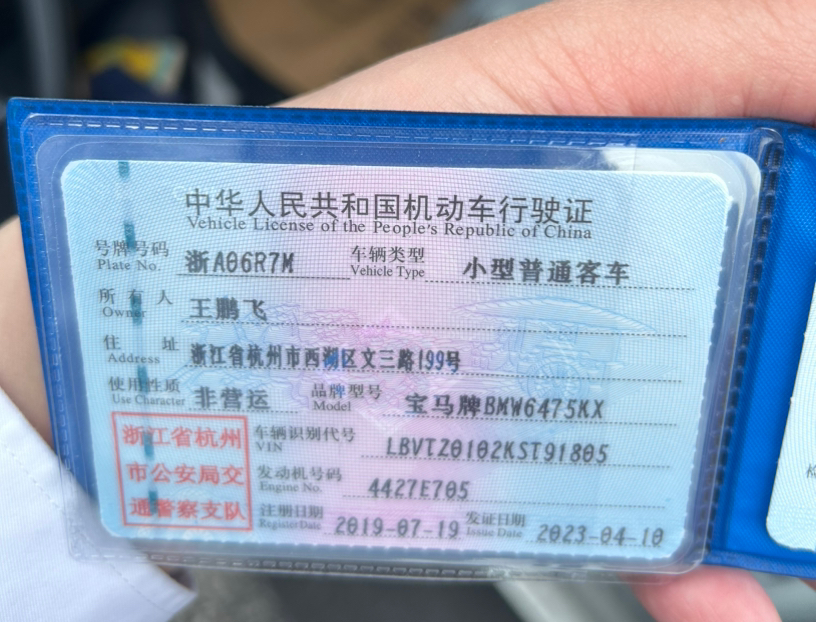 中华人民共和国机动车行驶证
Vehicle License of the People's Republic of China
号牌号码 浙A06R7M 车辆类型 小型普通客车
Plate No. Vehicle Type
所有人 王鹏飞
Owner
住址 浙江省杭州市西湖区文三路199号
Address
使用性质 非营运 品牌型号 宝马牌BMW6475KX
Use Character Model
浙江省杭州
市公安局交
通警察支队
车辆识别代号 LBVTZ0102KST91805
VIN
发动机号码 4427E705
Engine No.
注册日期 2019-07-19 发证日期 2023-04-10
Register Date Issue Date